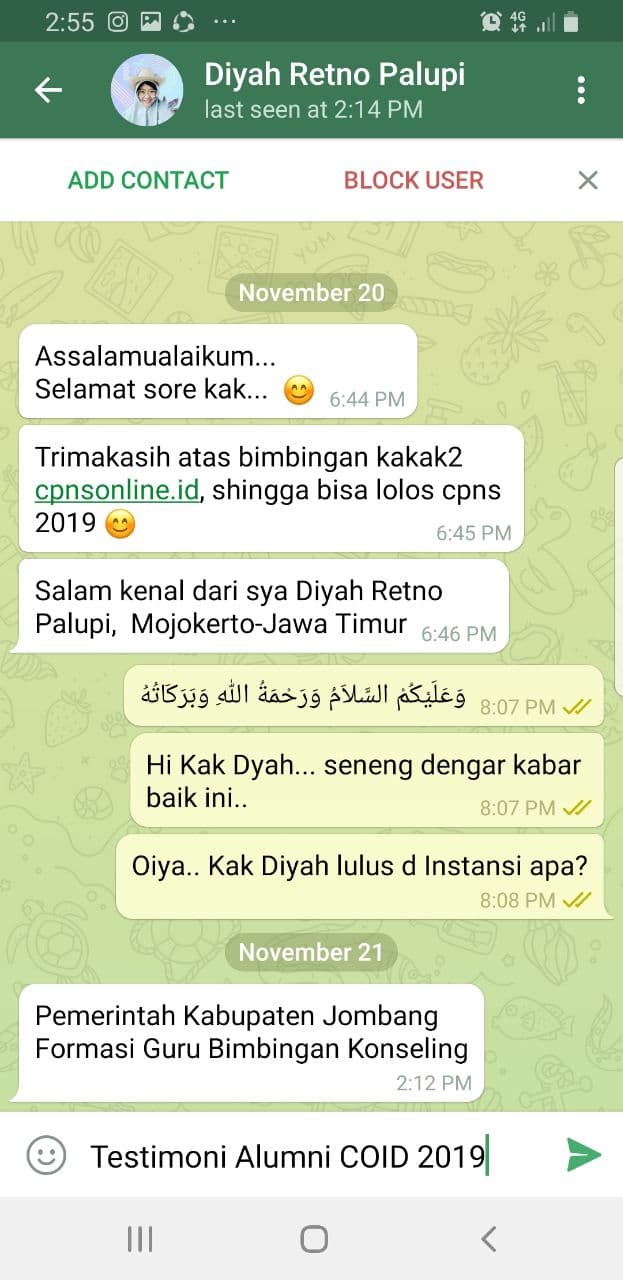 2:55
4G
Diyah Retno Palupi
last seen at 2:14 PM
ADD CONTACT
BLOCK USER
November 20
Assalamualaikum...
Selamat sore kak... 😊 6:44 PM
Trimakasih atas bimbingan kakak2
cpnsonline.id, shingga bisa lolos cpns
2019 😊 6:45 PM
Salam kenal dari sya Diyah Retno
Palupi, Mojokerto-Jawa Timur 6:46 PM
وَعَلَيْكُمْ السَّلاَمُ وَرَحْمَةُ اللهِ وَبَرَكَاتُهُ 8:07 PM
Hi Kak Dyah... seneng dengar kabar
baik ini.. 8:07 PM
Oiya.. Kak Diyah lulus d Instansi apa?
8:08 PM
November 21
Pemerintah Kabupaten Jombang
Formasi Guru Bimbingan Konseling
2:12 PM
Testimoni Alumni COID 2019